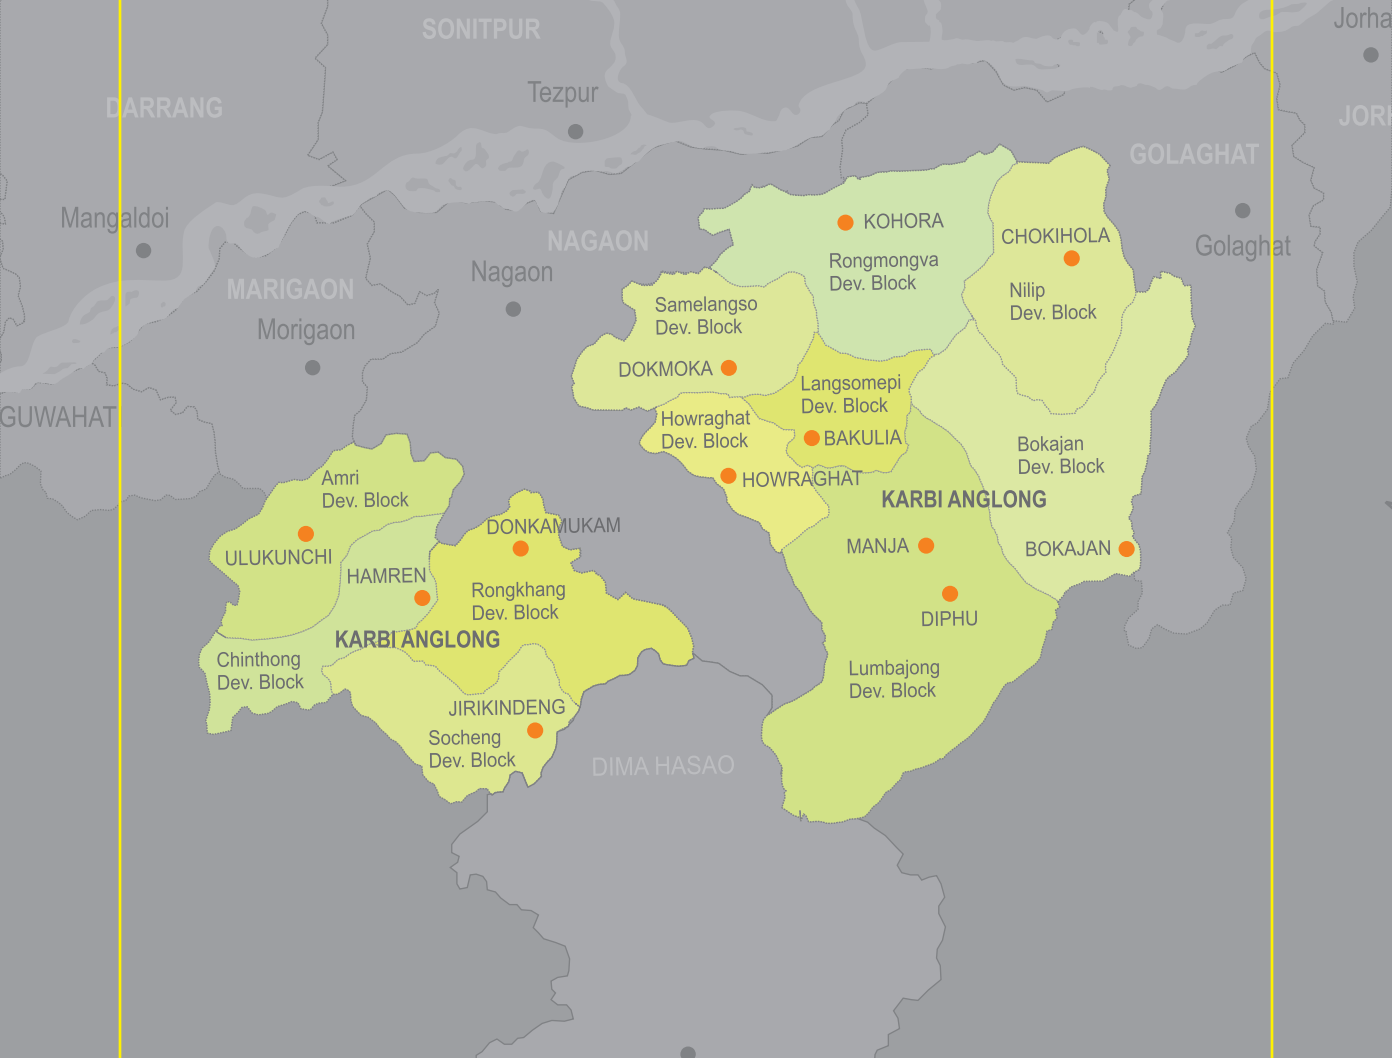 Jorha
SONITPUR
Tezpur
DARRANG
JORH
GOLAGHAT
Mangaldoi
KOHORA
CHOKIHOLA
NAGAON
Golaghat
Rongmongva
Dev. Block
Nagaon
MARIGAON
Nilip
Dev. Block
Samelangso
Dev. Block
Morigaon
DOKMOKA
Langsomepi
Dev. Block
GUWAHAT
Howraghat
Dev. Block
BAKULIA
Bokajan
Dev. Block
Amri
Dev. Block
HOWRAGHAT
KARBI ANGLONG
DONKAMUKAM
MANJA
BOKAJAN
ULUKUNCHI
HAMREN
Rongkhang
Dev. Block
DIPHU
KARBI ANGLONG
Chinthong
Dev. Block
Lumbajong
Dev. Block
JIRIKINDENG
Socheng
Dev. Block
DIMA HASAO